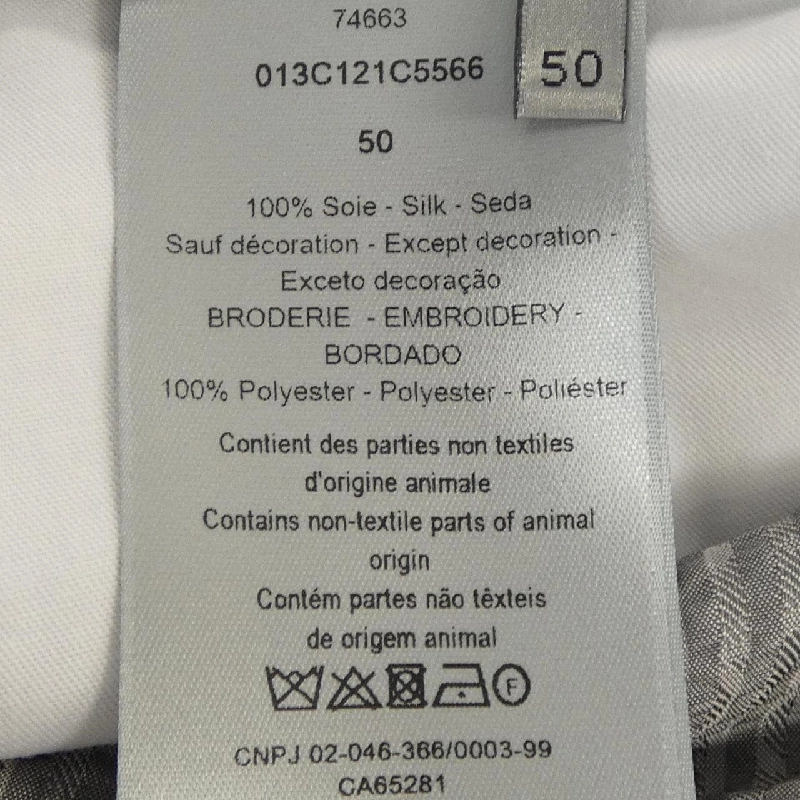 74663
013C121C5566
50
50
100% Soie - Silk - Seda
Sauf décoration - Except decoration -
Exceto decoração
BRODERIE - EMBROIDERY -
BORDADO
100% Polyester - Polyester - Poliéster
Contient des parties non textiles
d'origine animale
Contains non-textile parts of animal
origin
Contém partes não têxteis
de origem animal
F
CNPJ 02-046-366/0003-99
CA65281